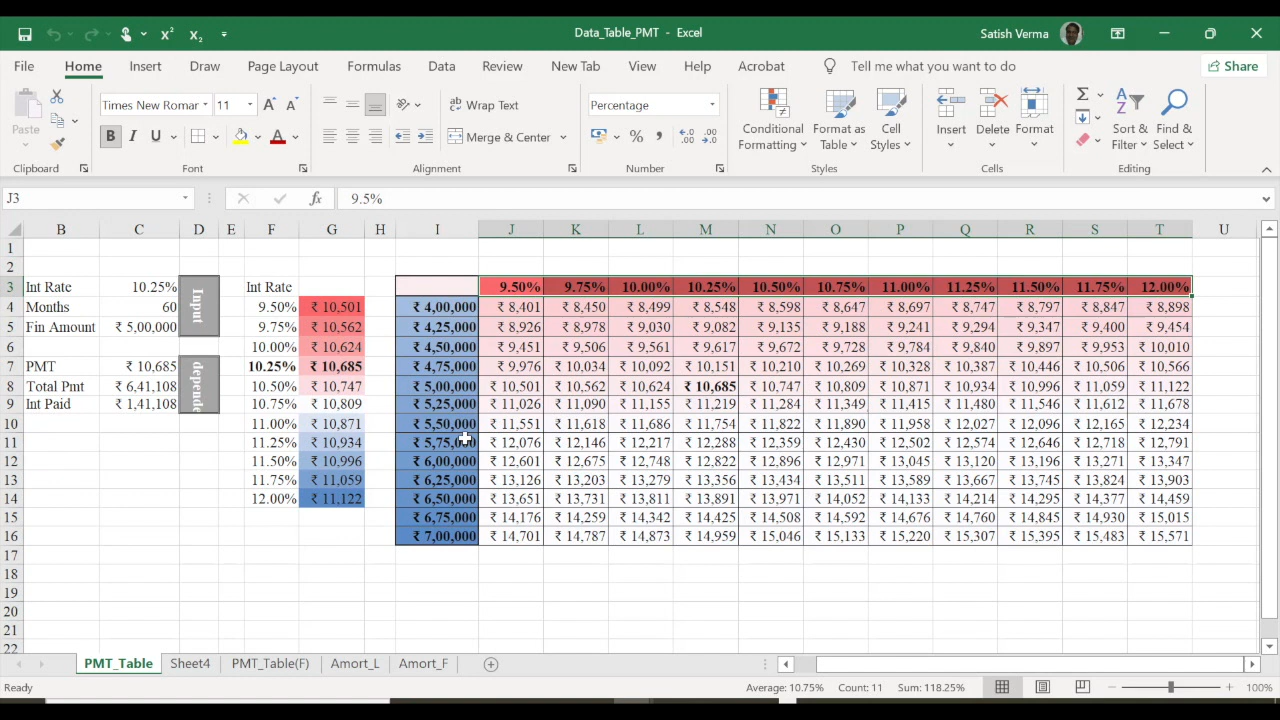 Data_Table_PMT - Excel
Satish Verma
File Home Insert Draw Page Layout Formulas Data Review New Tab View Help Acrobat Tell me what you want to do Share
Times New Romar 11
Wrap Text
Percentage
Paste
B I U
Merge & Center
Conditional Formatting
Format as Table
Cell Styles
Insert Delete Format
Sort & Filter
Find & Select
Clipboard Font Alignment Number Styles Cells Editing
J3 fx 9.5%
B C D E F G H I J K L M N O P Q R S T U
1
2
3 Int Rate 10.25% Input Int Rate 9.50% 9.75% 10.00% 10.25% 10.50% 10.75% 11.00% 11.25% 11.50% 11.75% 12.00%
4 Months 60 9.50% ₹ 10,501 ₹ 4,00,000 ₹ 8,401 ₹ 8,450 ₹ 8,499 ₹ 8,548 ₹ 8,598 ₹ 8,647 ₹ 8,697 ₹ 8,747 ₹ 8,797 ₹ 8,847 ₹ 8,898
5 Fin Amount ₹ 5,00,000 9.75% ₹ 10,562 ₹ 4,25,000 ₹ 8,926 ₹ 8,978 ₹ 9,030 ₹ 9,082 ₹ 9,135 ₹ 9,188 ₹ 9,241 ₹ 9,294 ₹ 9,347 ₹ 9,400 ₹ 9,454
6 10.00% ₹ 10,624 ₹ 4,50,000 ₹ 9,451 ₹ 9,506 ₹ 9,561 ₹ 9,617 ₹ 9,672 ₹ 9,728 ₹ 9,784 ₹ 9,840 ₹ 9,897 ₹ 9,953 ₹ 10,010
7 PMT ₹ 10,685 depende 10.25% ₹ 10,685 ₹ 4,75,000 ₹ 9,976 ₹ 10,034 ₹ 10,092 ₹ 10,151 ₹ 10,210 ₹ 10,269 ₹ 10,328 ₹ 10,387 ₹ 10,446 ₹ 10,506 ₹ 10,566
8 Total Pmt ₹ 6,41,108 10.50% ₹ 10,747 ₹ 5,00,000 ₹ 10,501 ₹ 10,562 ₹ 10,624 ₹ 10,685 ₹ 10,747 ₹ 10,809 ₹ 10,871 ₹ 10,934 ₹ 10,996 ₹ 11,059 ₹ 11,122
9 Int Paid ₹ 1,41,108 10.75% ₹ 10,809 ₹ 5,25,000 ₹ 11,026 ₹ 11,090 ₹ 11,155 ₹ 11,219 ₹ 11,284 ₹ 11,349 ₹ 11,415 ₹ 11,480 ₹ 11,546 ₹ 11,612 ₹ 11,678
10 11.00% ₹ 10,871 ₹ 5,50,000 ₹ 11,551 ₹ 11,618 ₹ 11,686 ₹ 11,754 ₹ 11,822 ₹ 11,890 ₹ 11,958 ₹ 12,027 ₹ 12,096 ₹ 12,165 ₹ 12,234
11 11.25% ₹ 10,934 ₹ 5,75,000 ₹ 12,076 ₹ 12,146 ₹ 12,217 ₹ 12,288 ₹ 12,359 ₹ 12,430 ₹ 12,502 ₹ 12,574 ₹ 12,646 ₹ 12,718 ₹ 12,791
12 11.50% ₹ 10,996 ₹ 6,00,000 ₹ 12,601 ₹ 12,675 ₹ 12,748 ₹ 12,822 ₹ 12,896 ₹ 12,971 ₹ 13,045 ₹ 13,120 ₹ 13,196 ₹ 13,271 ₹ 13,347
13 11.75% ₹ 11,059 ₹ 6,25,000 ₹ 13,126 ₹ 13,203 ₹ 13,279 ₹ 13,356 ₹ 13,434 ₹ 13,511 ₹ 13,589 ₹ 13,667 ₹ 13,745 ₹ 13,824 ₹ 13,903
14 12.00% ₹ 11,122 ₹ 6,50,000 ₹ 13,651 ₹ 13,731 ₹ 13,811 ₹ 13,891 ₹ 13,971 ₹ 14,052 ₹ 14,133 ₹ 14,214 ₹ 14,295 ₹ 14,377 ₹ 14,459
15 ₹ 6,75,000 ₹ 14,176 ₹ 14,259 ₹ 14,342 ₹ 14,425 ₹ 14,508 ₹ 14,592 ₹ 14,676 ₹ 14,760 ₹ 14,845 ₹ 14,930 ₹ 15,015
16 ₹ 7,00,000 ₹ 14,701 ₹ 14,787 ₹ 14,873 ₹ 14,959 ₹ 15,046 ₹ 15,133 ₹ 15,220 ₹ 15,307 ₹ 15,395 ₹ 15,483 ₹ 15,571
17
18
19
20
21
22
PMT_Table Sheet4 PMT_Table(F) Amort_L Amort_F
Ready Average: 10.75% Count: 11 Sum: 118.25% 100%